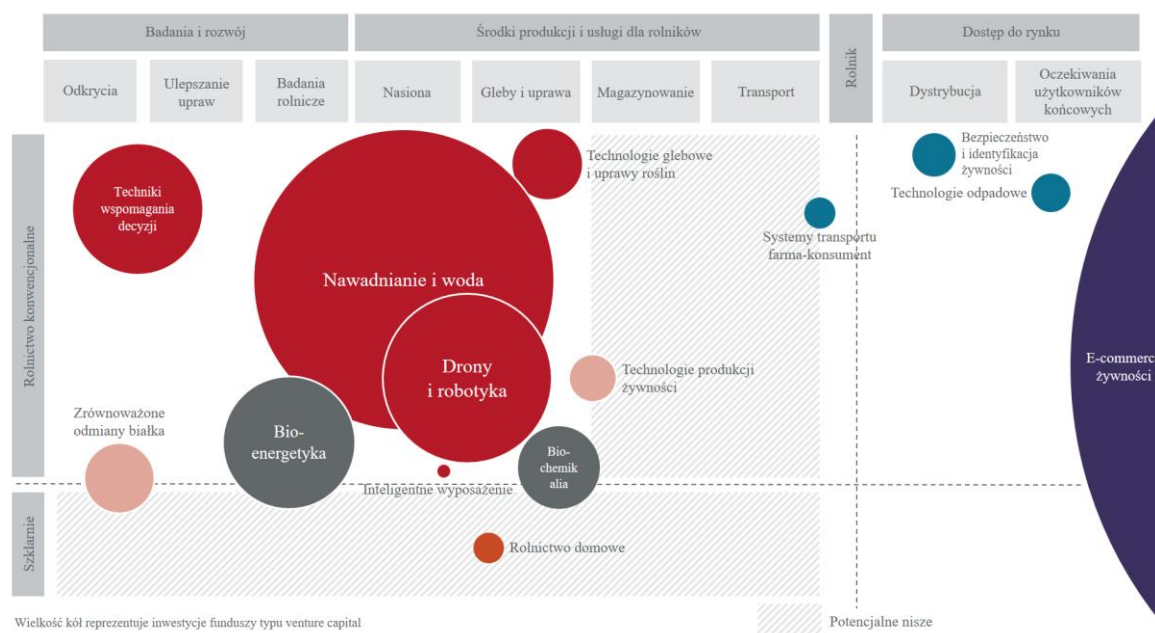 Badania i rozwój
Środki produkcji i usługi dla rolników
Rolnik
Dostęp do rynku
Odkrycia
Ulepszanie
upraw
Badania
rolnicze
Nasiona
Gleby i uprawa
Magazynowanie
Transport
Dystrybucja
Oczekiwania
użytkowników
końcowych
Rolnictwo konwencjonalne
Techniki
wspomagania
decyzji
Technologie glebowe
i uprawy roślin
Bezpieczeństwo
i identyfikacja
żywności
Technologie odpadowe
Systemy transportu
farma-konsument
Nawadnianie i woda
Drony
i robotyka
Technologie produkcji
żywności
E-commerc
żywności
Zrównoważone
odmiany białka
Bio-
energetyka
Bio-
chemik
alia
Inteligentne wyposażenie
Szklarnie
Rolnictwo domowe
Wielkość kół reprezentuje inwestycje funduszy typu venture capital
Potencjalne nisze